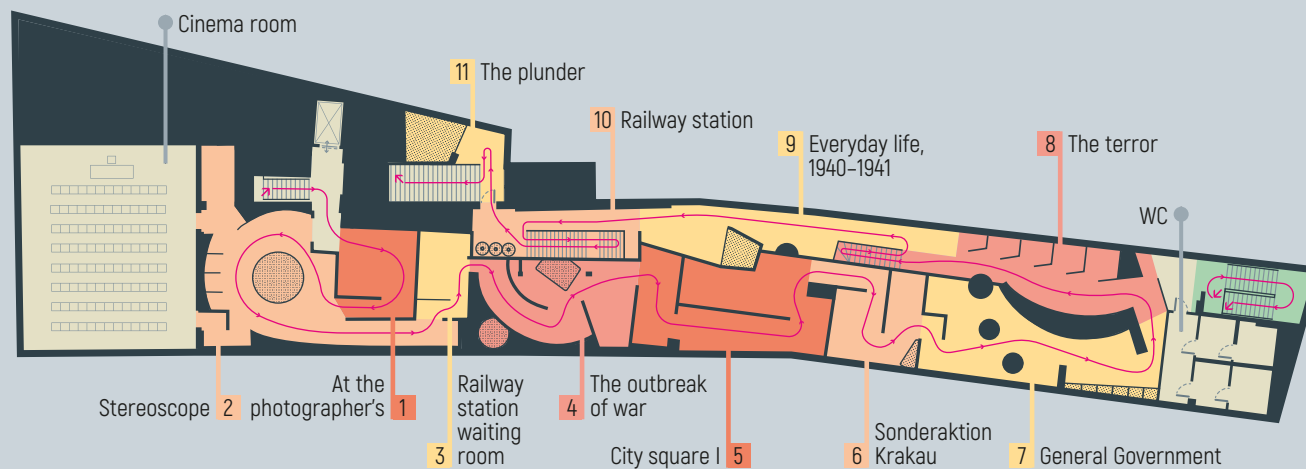 Cinema room
11 The plunder
10 Railway station
9 Everyday life,
1940–1941
8 The terror
WC
Stereoscope 2
At the
photographer's 1
3 Railway
station
waiting
room
4 The outbreak
of war
City square I 5
6 Sonderaktion
Krakau
7 General Government